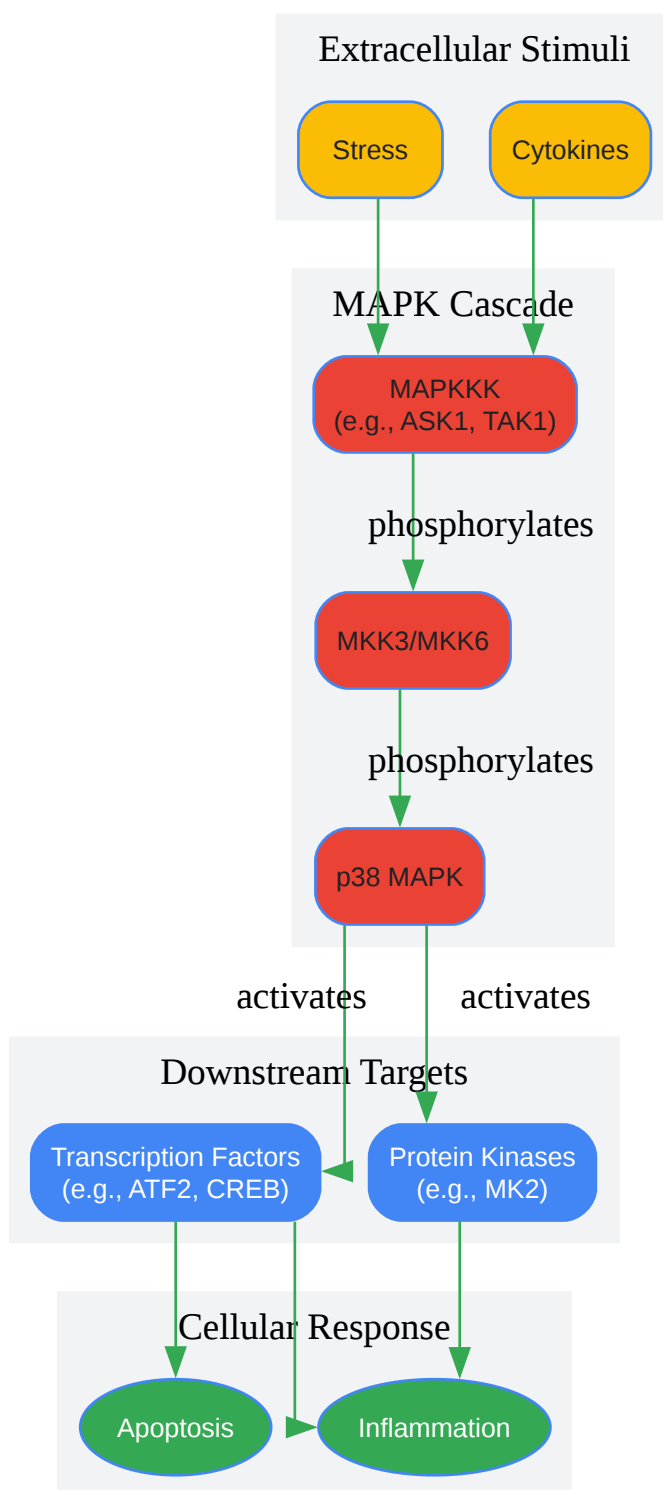 Extracellular Stimuli
Stress
Cytokines
MAPK Cascade
MAPKKK
(e.g., ASK1, TAK1)
phosphorylates
MKK3/MKK6
phosphorylates
p38 MAPK
activates
activates
Downstream Targets
Transcription Factors
(e.g., ATF2, CREB)
Protein Kinases
(e.g., MK2)
Cellular Response
Apoptosis
Inflammation